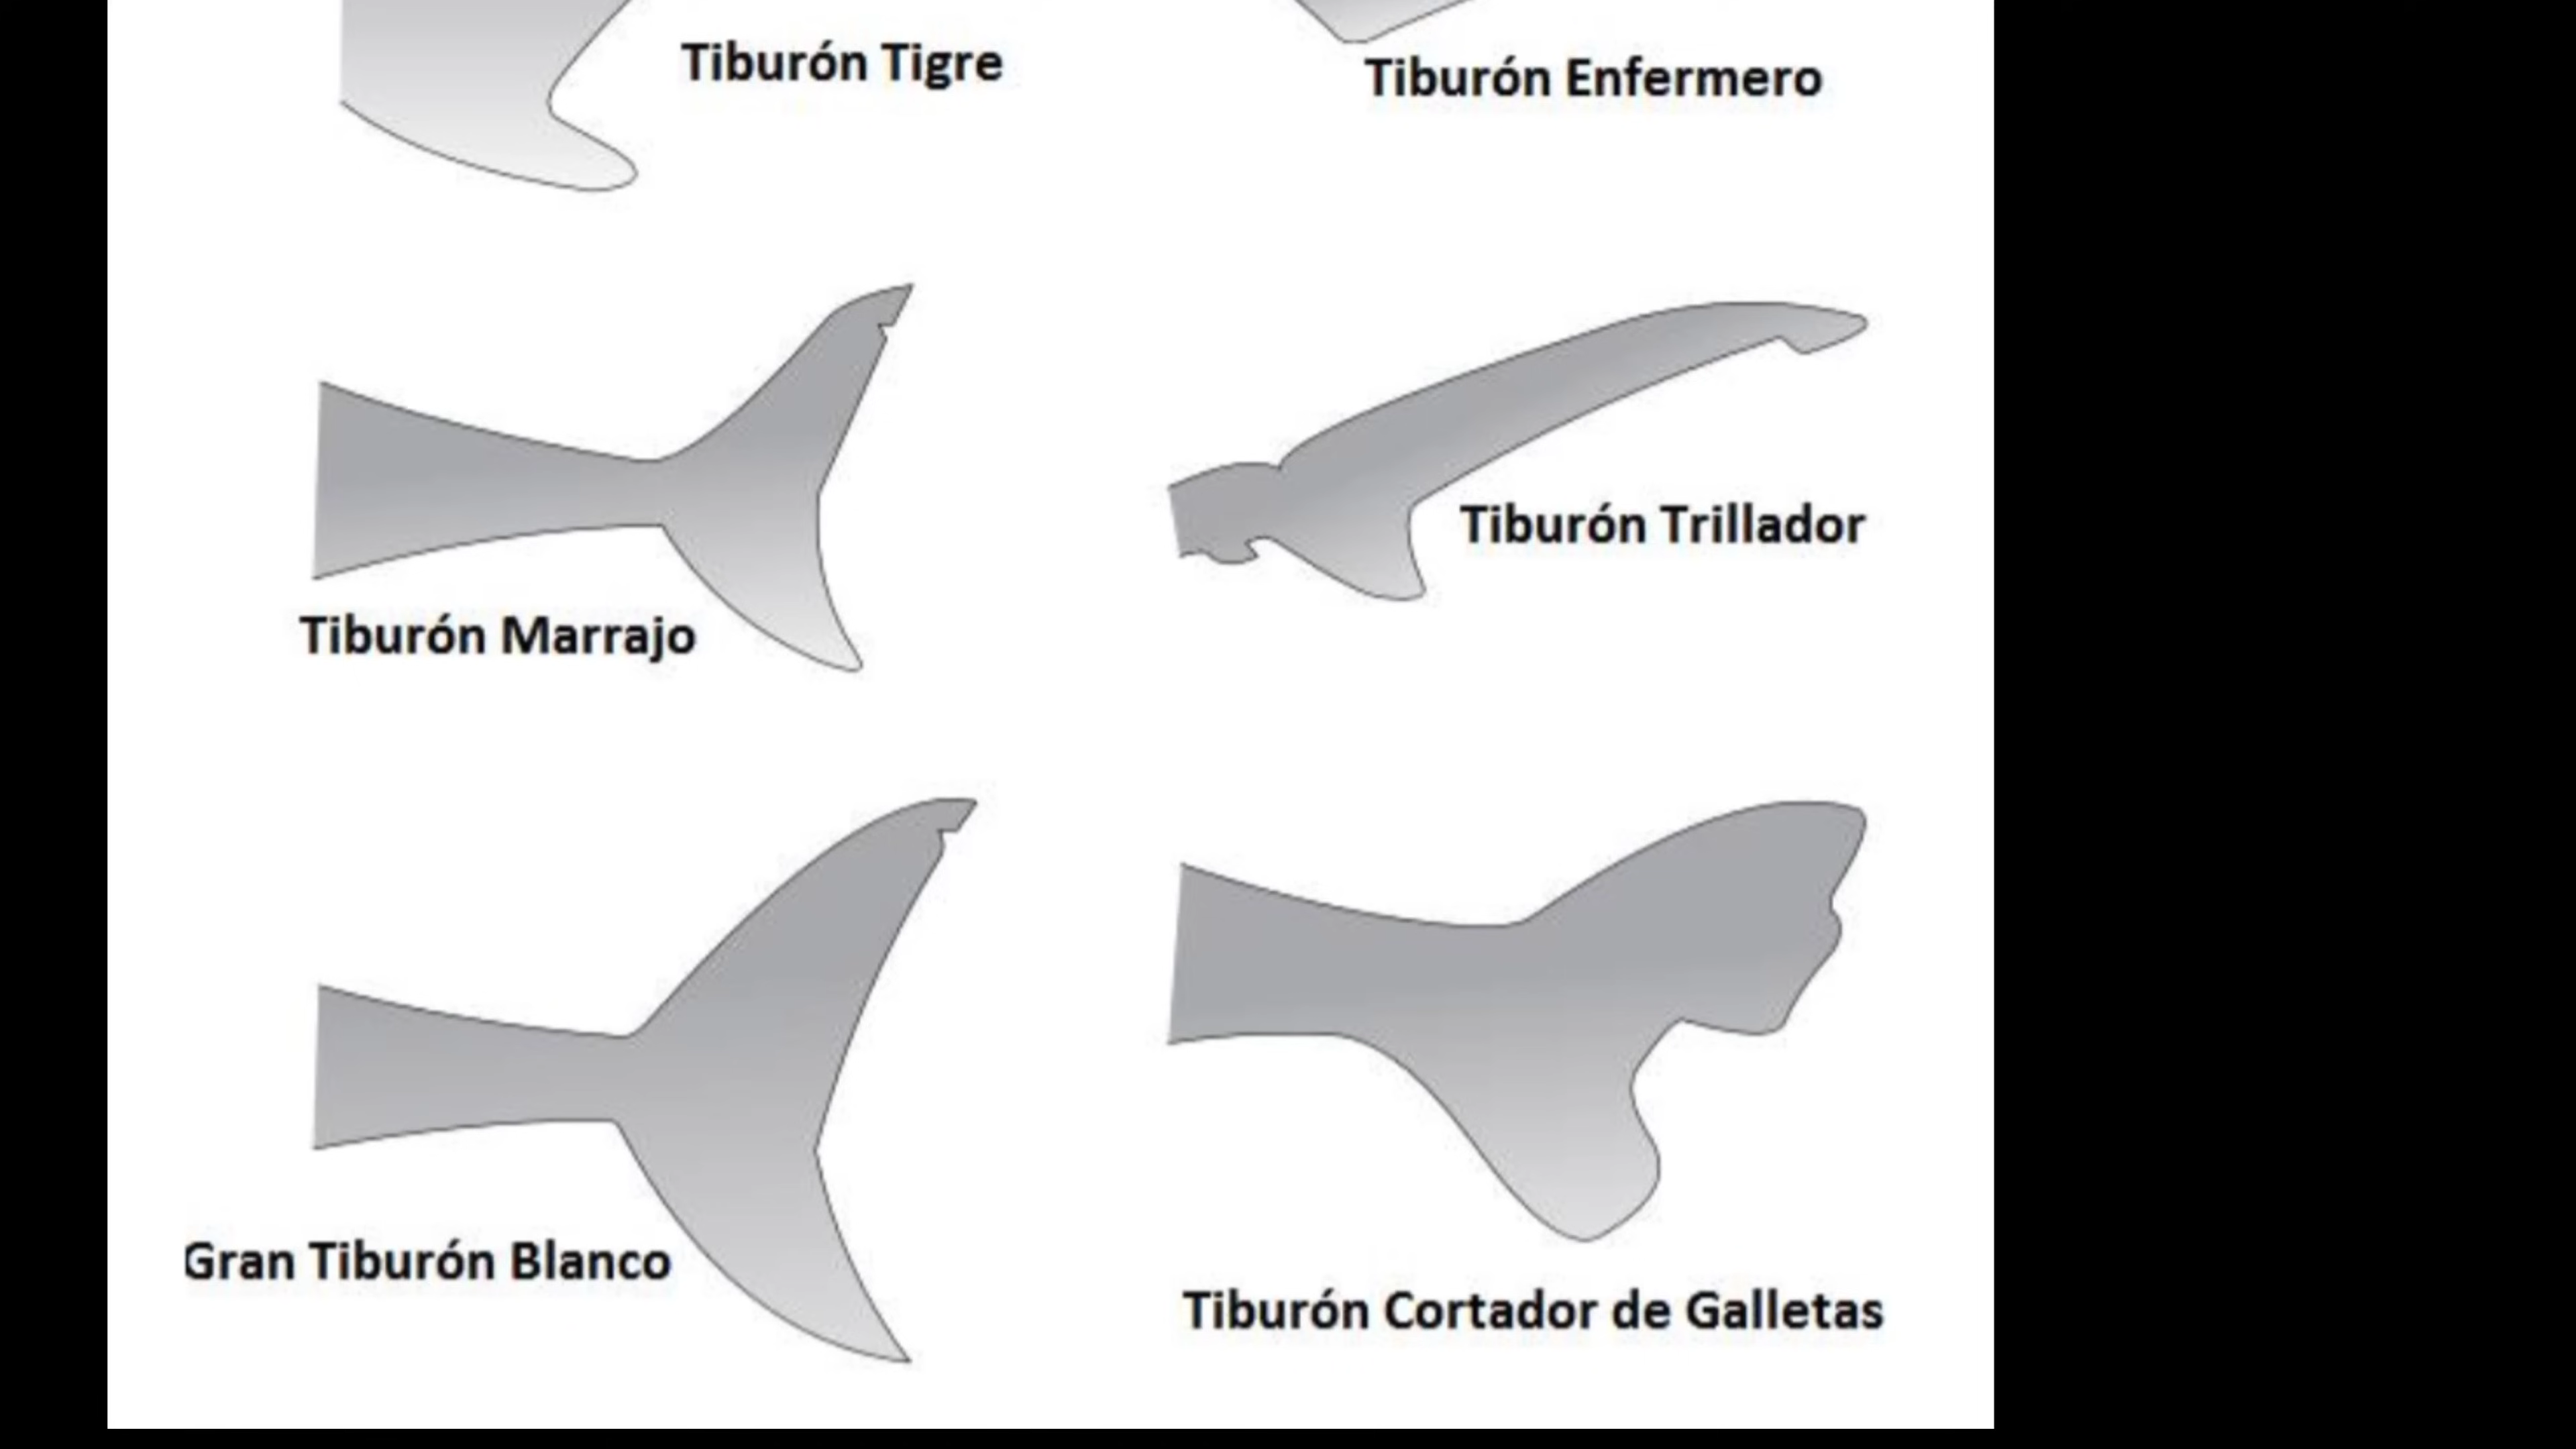 Tiburón Tigre
Tiburón Enfermero
Tiburón Trillador
Tiburón Marrajo
Gran Tiburón Blanco
Tiburón Cortador de Galletas